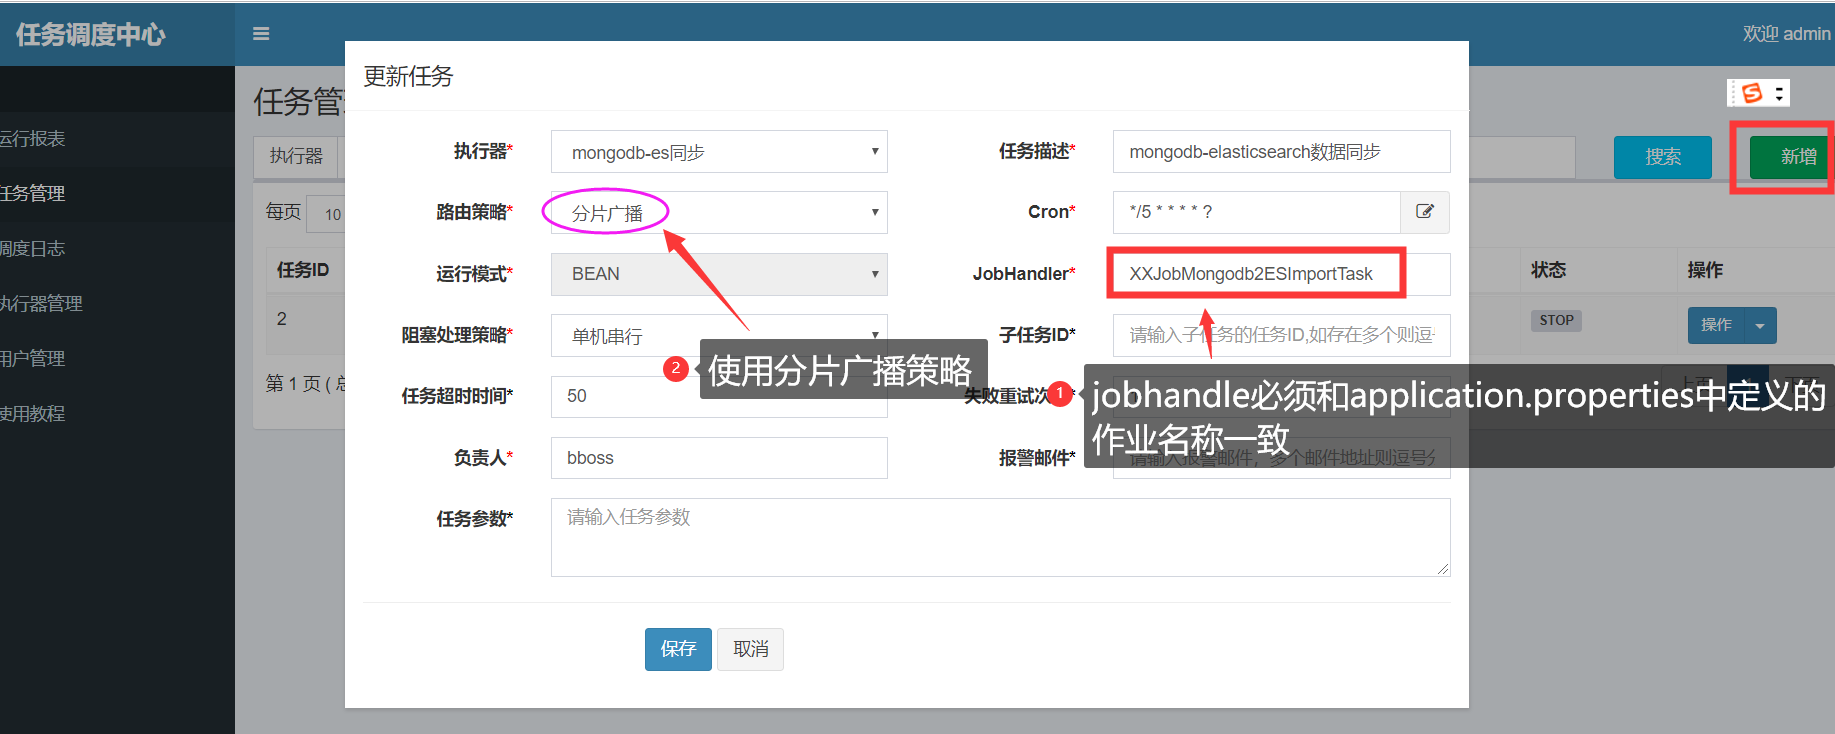 任务调度中心
欢迎 admin
更新任务
任务管
运行报表
任务管理
调度日志
执行器管理
用户管理
使用教程
执行器
搜索
新增
每页 10
任务ID
状态
操作
2
STOP
操作
第 1 页 ( 总
执行器*
mongodb-es同步
任务描述*
mongodb-elasticsearch数据同步
路由策略*
分片广播
Cron*
*/5 * * * * ?
运行模式*
BEAN
JobHandler*
XXJobMongodb2ESImportTask
阻塞处理策略*
单机串行
子任务ID*
请输入子任务的任务ID,如存在多个则逗号
2
使用分片广播策略
任务超时时间*
50
失败重试次
1
jobhandle必须和application.properties中定义的
作业名称一致
负责人*
bboss
报警邮件*
请输入报警邮件，多个邮件地址则逗号分
任务参数*
请输入任务参数
保存
取消